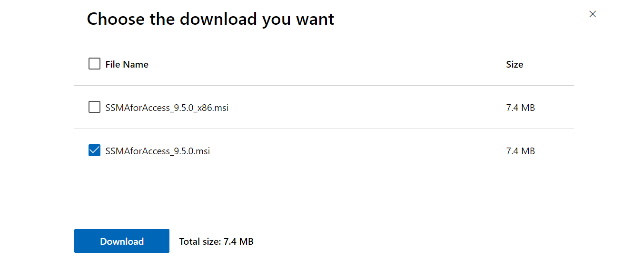 Choose the download you want
File Name Size
SSMAforAccess_9.5.0_x86.msi 7.4 MB
SSMAforAccess_9.5.0.msi 7.4 MB
Download Total size: 7.4 MB